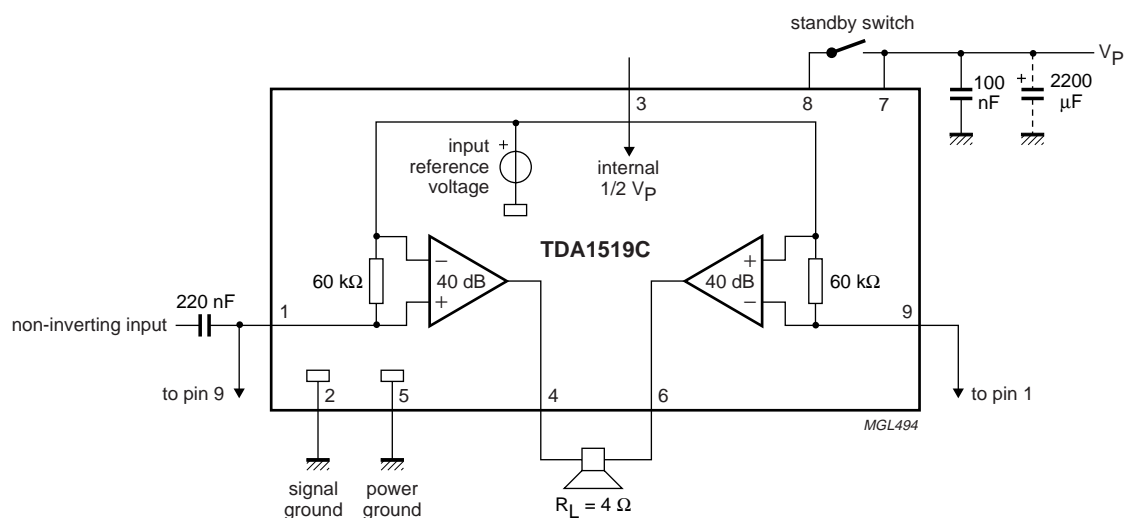 standby switch
V_P
100
nF
+
2200
μF
3
8
7
input
reference
voltage
+
internal
1/2 V_P
TDA1519C
60 kΩ
−
40 dB
+
+
40 dB
−
60 kΩ
220 nF
non-inverting input
1
9
to pin 9
2
5
4
6
to pin 1
MGL494
signal
ground
power
ground
R_L = 4 Ω